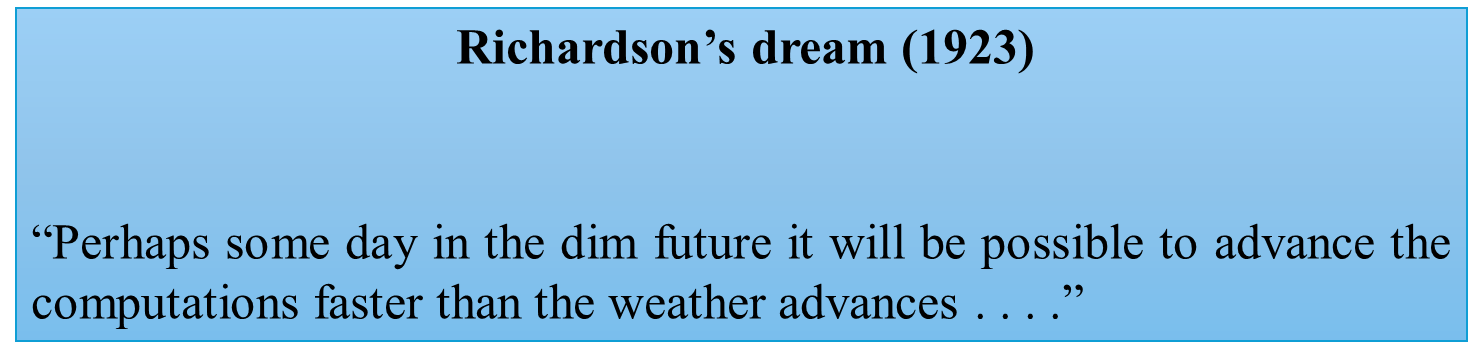 Richardson’s dream (1923)
“Perhaps some day in the dim future it will be possible to advance the
computations faster than the weather advances . . . .”